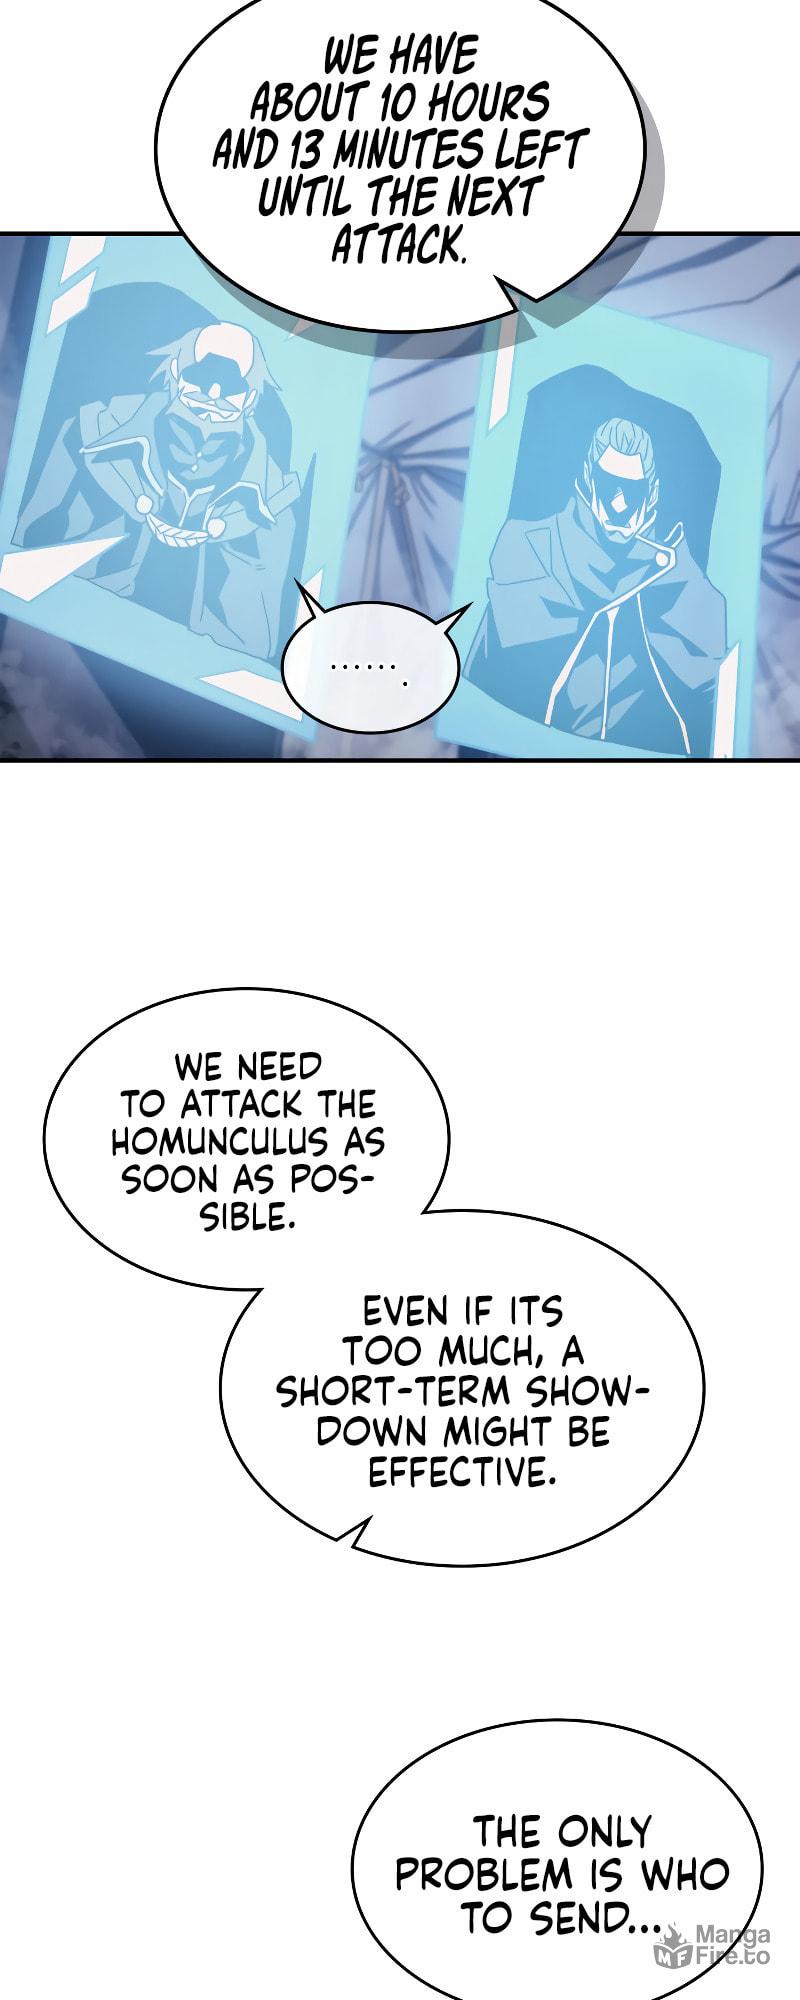 WE HAVE
ABOUT 10 HOURS
AND 13 MINUTES LEFT
UNTIL THE NEXT
ATTACK.
.......
WE NEED
TO ATTACK THE
HOMUNCULUS AS
SOON AS POS-
SIBLE.
EVEN IF ITS
TOO MUCH, A
SHORT-TERM SHOW-
DOWN MIGHT BE
EFFECTIVE.
THE ONLY
PROBLEM IS WHO
TO SEND...
MF Manga
Fire.to